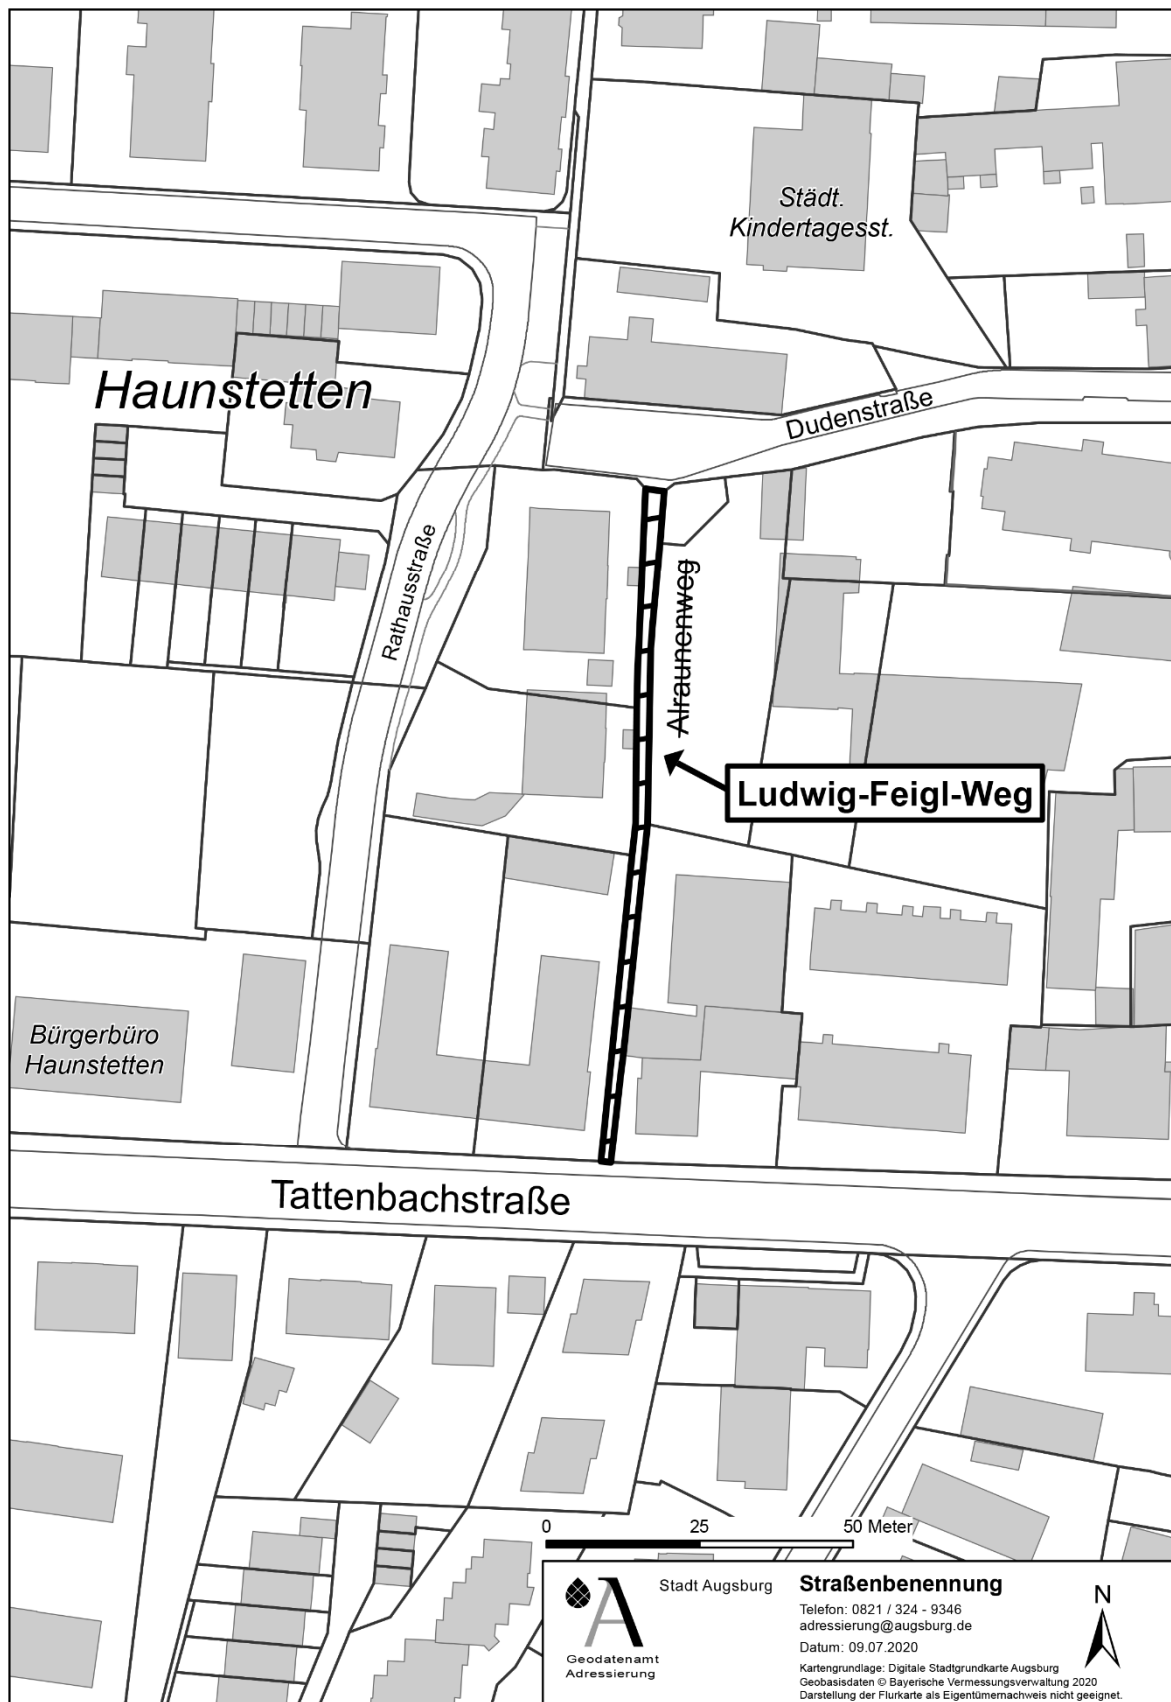 Städt.
Kindertagesst.
Haunstetten
Dudenstraße
Rathausstraße
Alraunenweg
Ludwig-Feigl-Weg
Bürgerbüro
Haunstetten
Tattenbachstraße
0 25 50 Meter
Stadt Augsburg
Geodatenamt
Adressierung
Straßenbenennung
Telefon: 0821 / 324 - 9346
adressierung@augsburg.de
Datum: 09.07.2020
Kartengrundlage: Digitale Stadtgrundkarte Augsburg
Geobasisdaten © Bayerische Vermessungsverwaltung 2020
Darstellung der Flurkarte als Eigentümernachweis nicht geeignet.
N